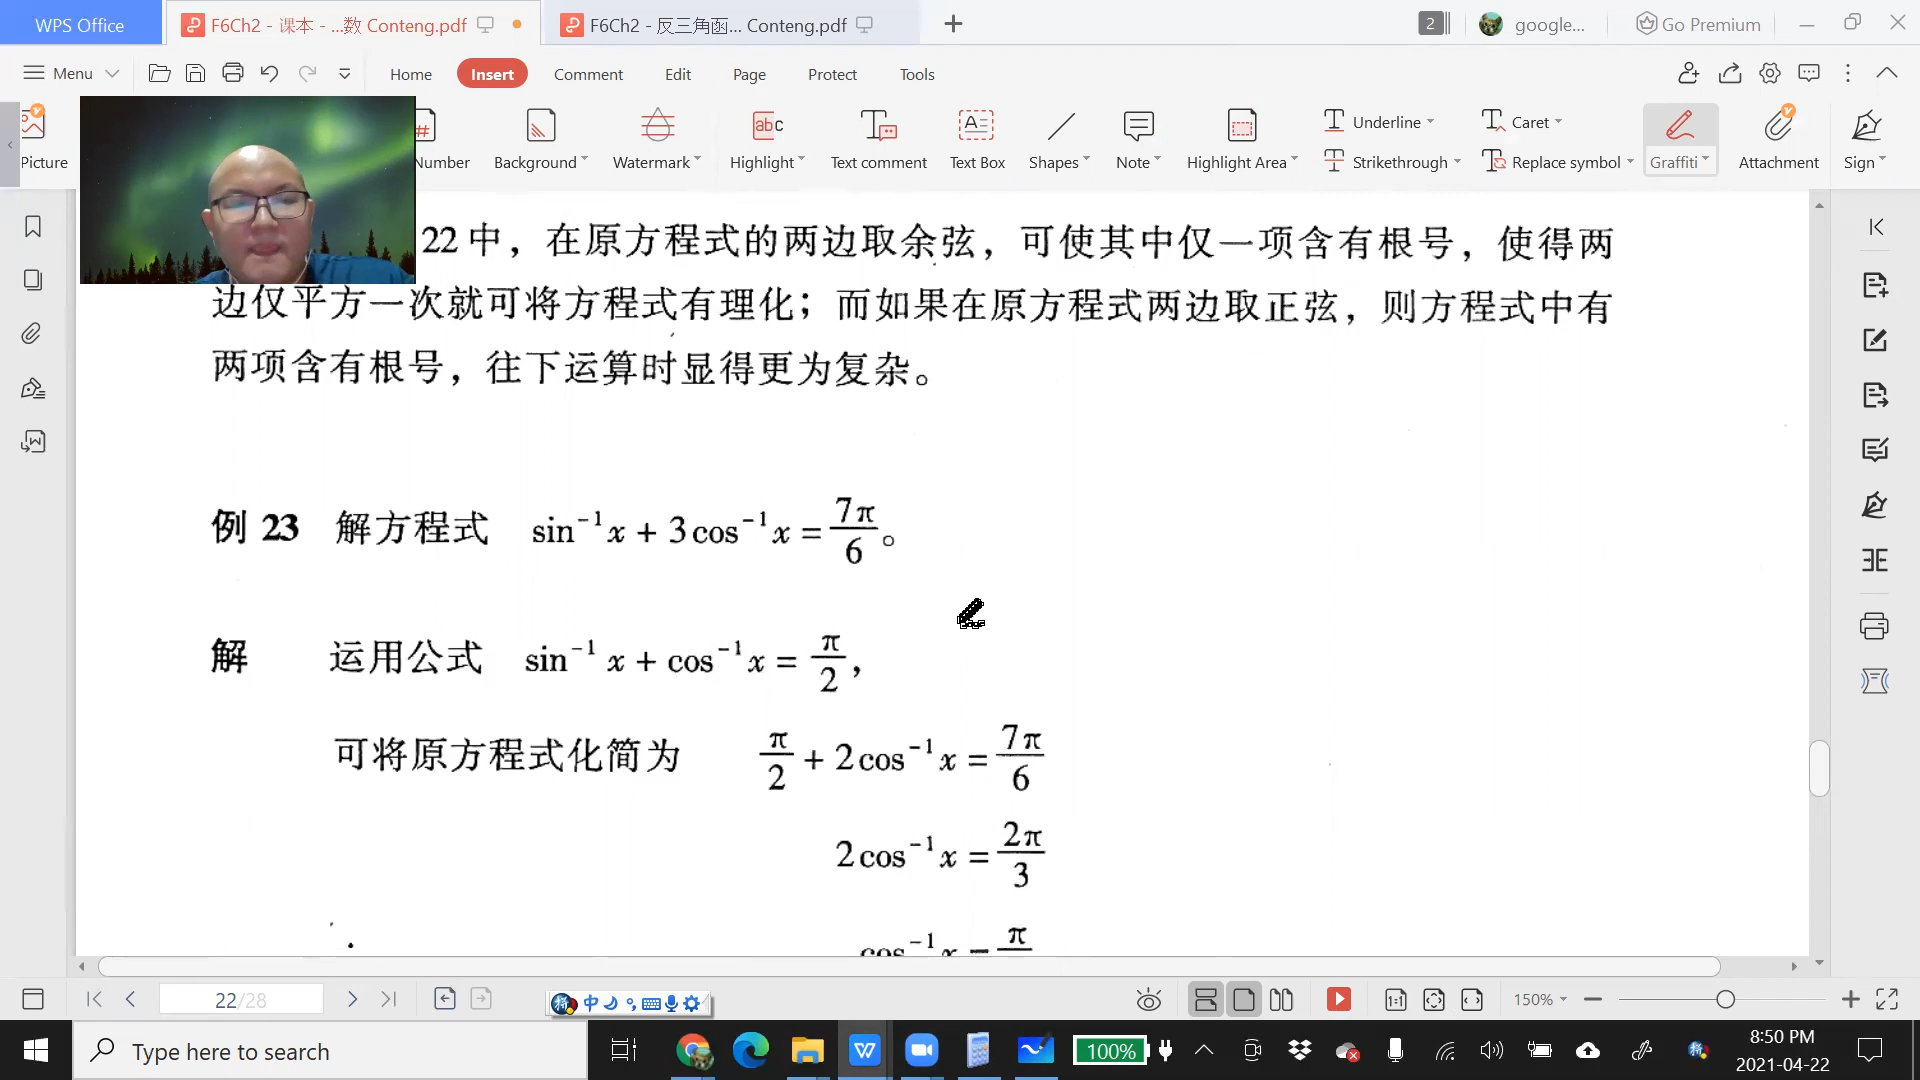 WPS Office
F6Ch2 - 课本 - ...数 Conteng.pdf
F6Ch2 - 反三角函... Conteng.pdf
2
google...
Go Premium
Menu
Home
Insert
Comment
Edit
Page
Protect
Tools
Picture
Number
Background
Watermark
Highlight
Text comment
Text Box
Shapes
Note
Highlight Area
Underline
Strikethrough
Caret
Replace symbol
Graffiti
Attachment
Sign
22 中，在原方程式的两边取余弦，可使其中仅一项含有根号，使得两
边仅平方一次就可将方程式有理化；而如果在原方程式两边取正弦，则方程式中有
两项含有根号，往下运算时显得更为复杂。
例 23 解方程式 sin⁻¹x + 3cos⁻¹x = 7π/6。
解 运用公式 sin⁻¹ x + cos⁻¹x = π/2，
可将原方程式化简为 π/2 + 2cos⁻¹x = 7π/6
2cos⁻¹x = 2π/3
cos⁻¹x = π
22/28
中
1:1
150%
Type here to search
100%
8:50 PM
2021-04-22